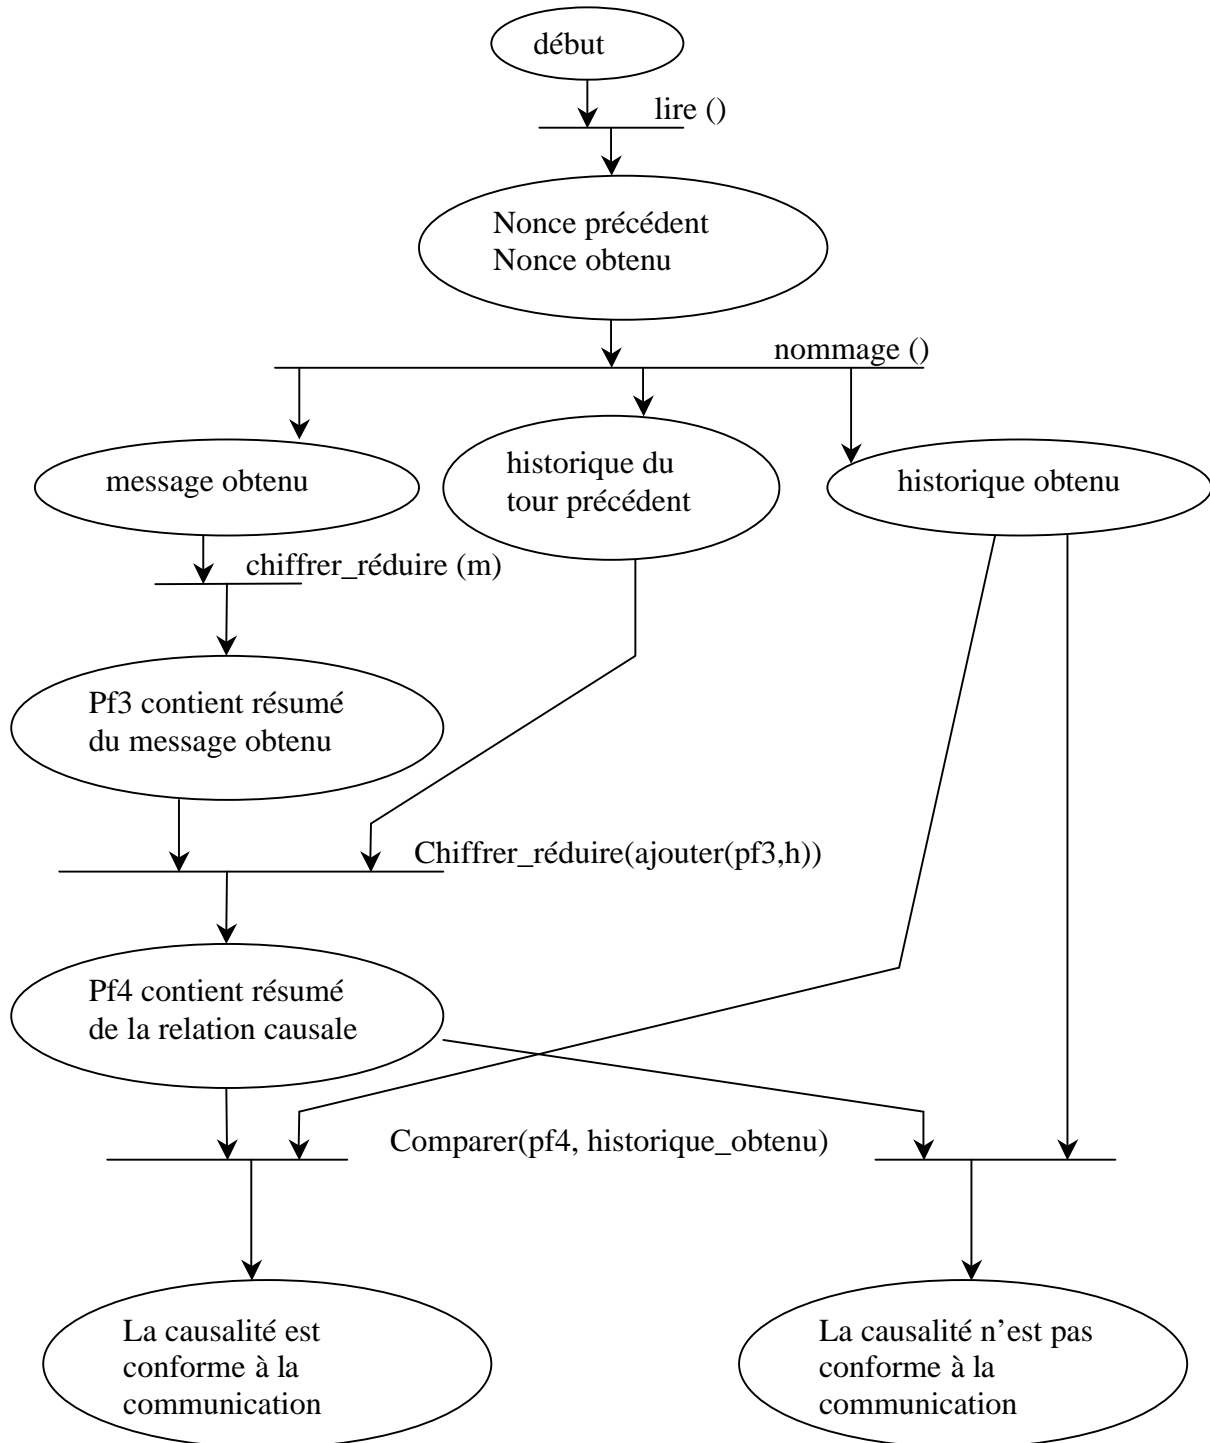 début
lire ()
Nonce précédent
Nonce obtenu
nommage ()
message obtenu
historique du
tour précédent
historique obtenu
chiffrer_réduire (m)
Pf3 contient résumé
du message obtenu
Chiffrer_réduire(ajouter(pf3,h))
Pf4 contient résumé
de la relation causale
Comparer(pf4, historique_obtenu)
La causalité est
conforme à la
communication
La causalité n’est pas
conforme à la
communication